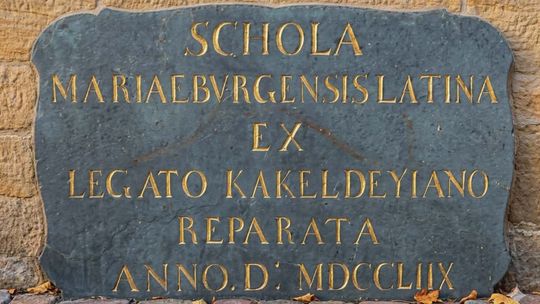 SCHOLA
MARIAEBVRGENSIS LATINA
EX
LEGATO KAKELDEYIANO
REPARATA
ANNO. D: MDCCLIIX